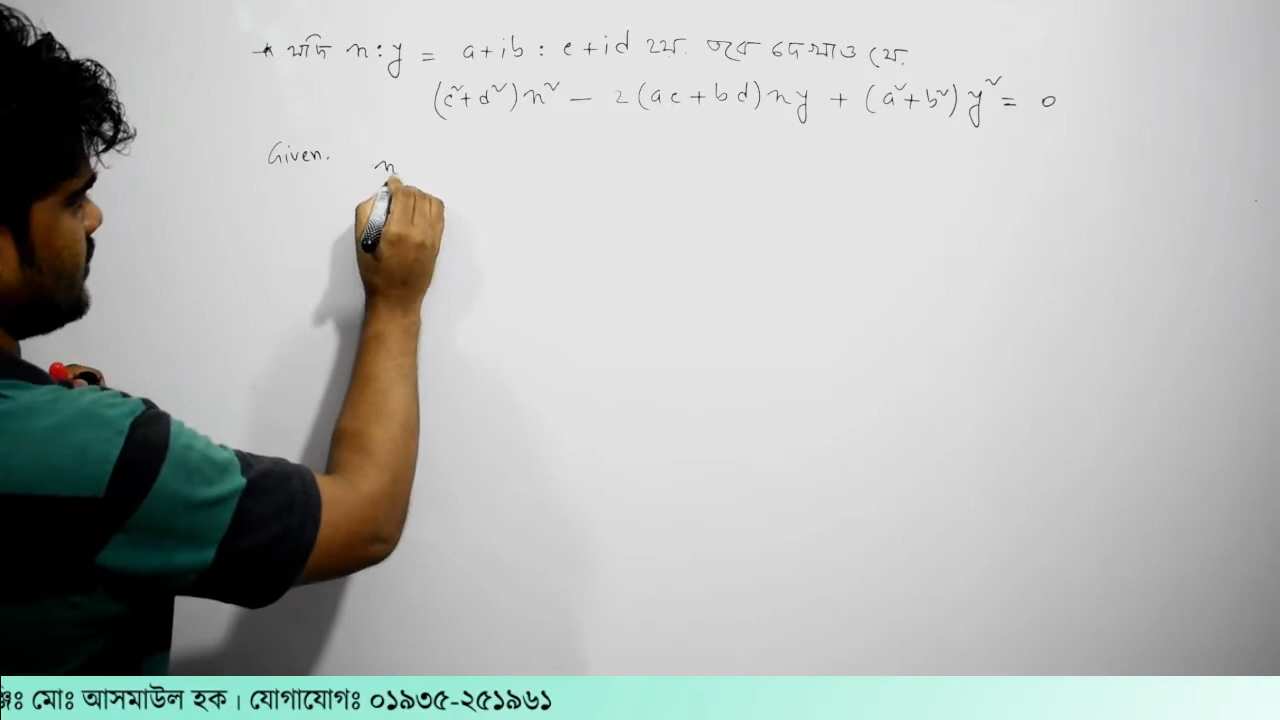 * যদি x : y = a + ib : c + id হয়. তবে দেখাও যে.
(c² + d²)x² − 2(ac + bd)xy + (a² + b²)y² = 0
Given. x
ঞ্জিঃ মোঃ আসমাউল হক। যোগাযোগঃ ০১৯৩৫-২৫১৯৬১